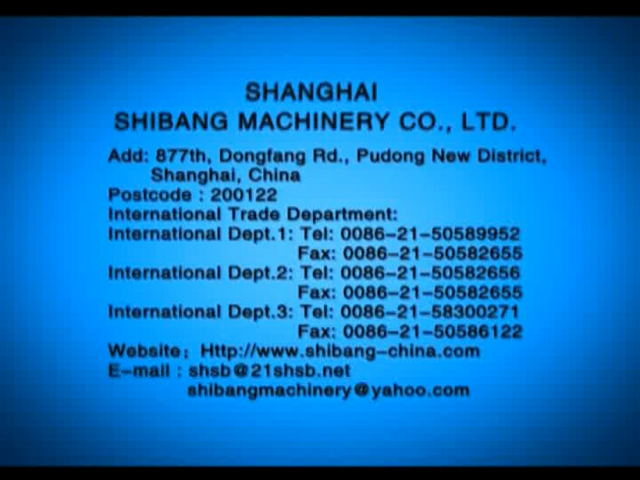 SHANGHAI
SHIBANG MACHINERY CO., LTD.
Add: 877th, Dongfang Rd., Pudong New District,
Shanghai, China
Postcode : 200122
International Trade Department:
International Dept.1: Tel: 0086-21-50589952
Fax: 0086-21-50582655
International Dept.2: Tel: 0086-21-50582656
Fax: 0086-21-50582655
International Dept.3: Tel: 0086-21-58300271
Fax: 0086-21-50586122
Website: Http://www.shibang-china.com
E-mail : shsb@21shsb.net
shibangmachinery@yahoo.com